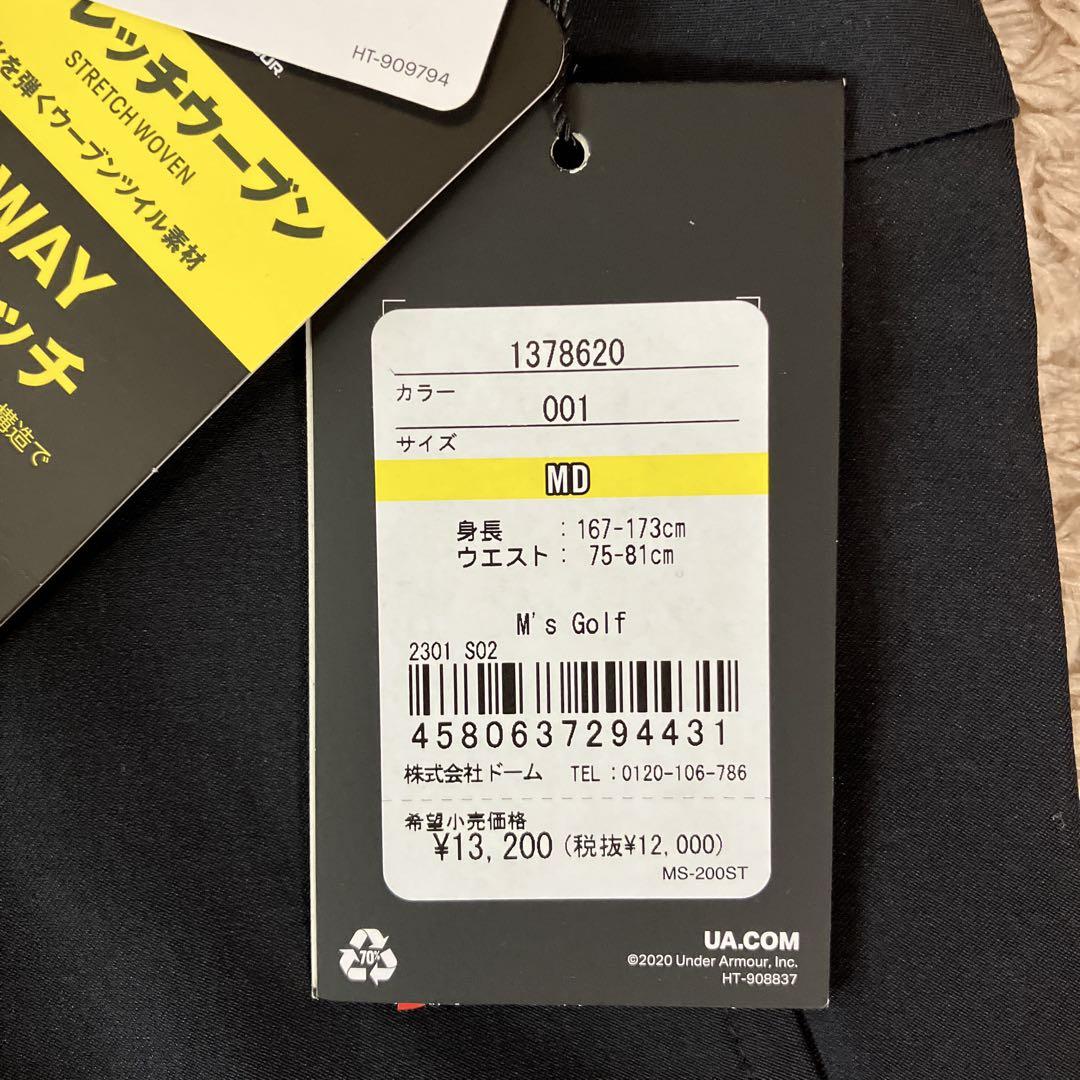 HT-909794
UR.
レッチウーブン
STRETCH WOVEN
を弾くウーブンツイル素材
WAY
ッチ
構造で
1378620
カラー
001
サイズ
MD
身長 : 167-173cm
ウエスト : 75-81cm
M's Golf
2301 S02
4580637294431
株式会社ドーム TEL : 0120-106-786
希望小売価格
¥13,200 (税抜¥12,000)
MS-200ST
70%
UA.COM
©2020 Under Armour, Inc.
HT-908837